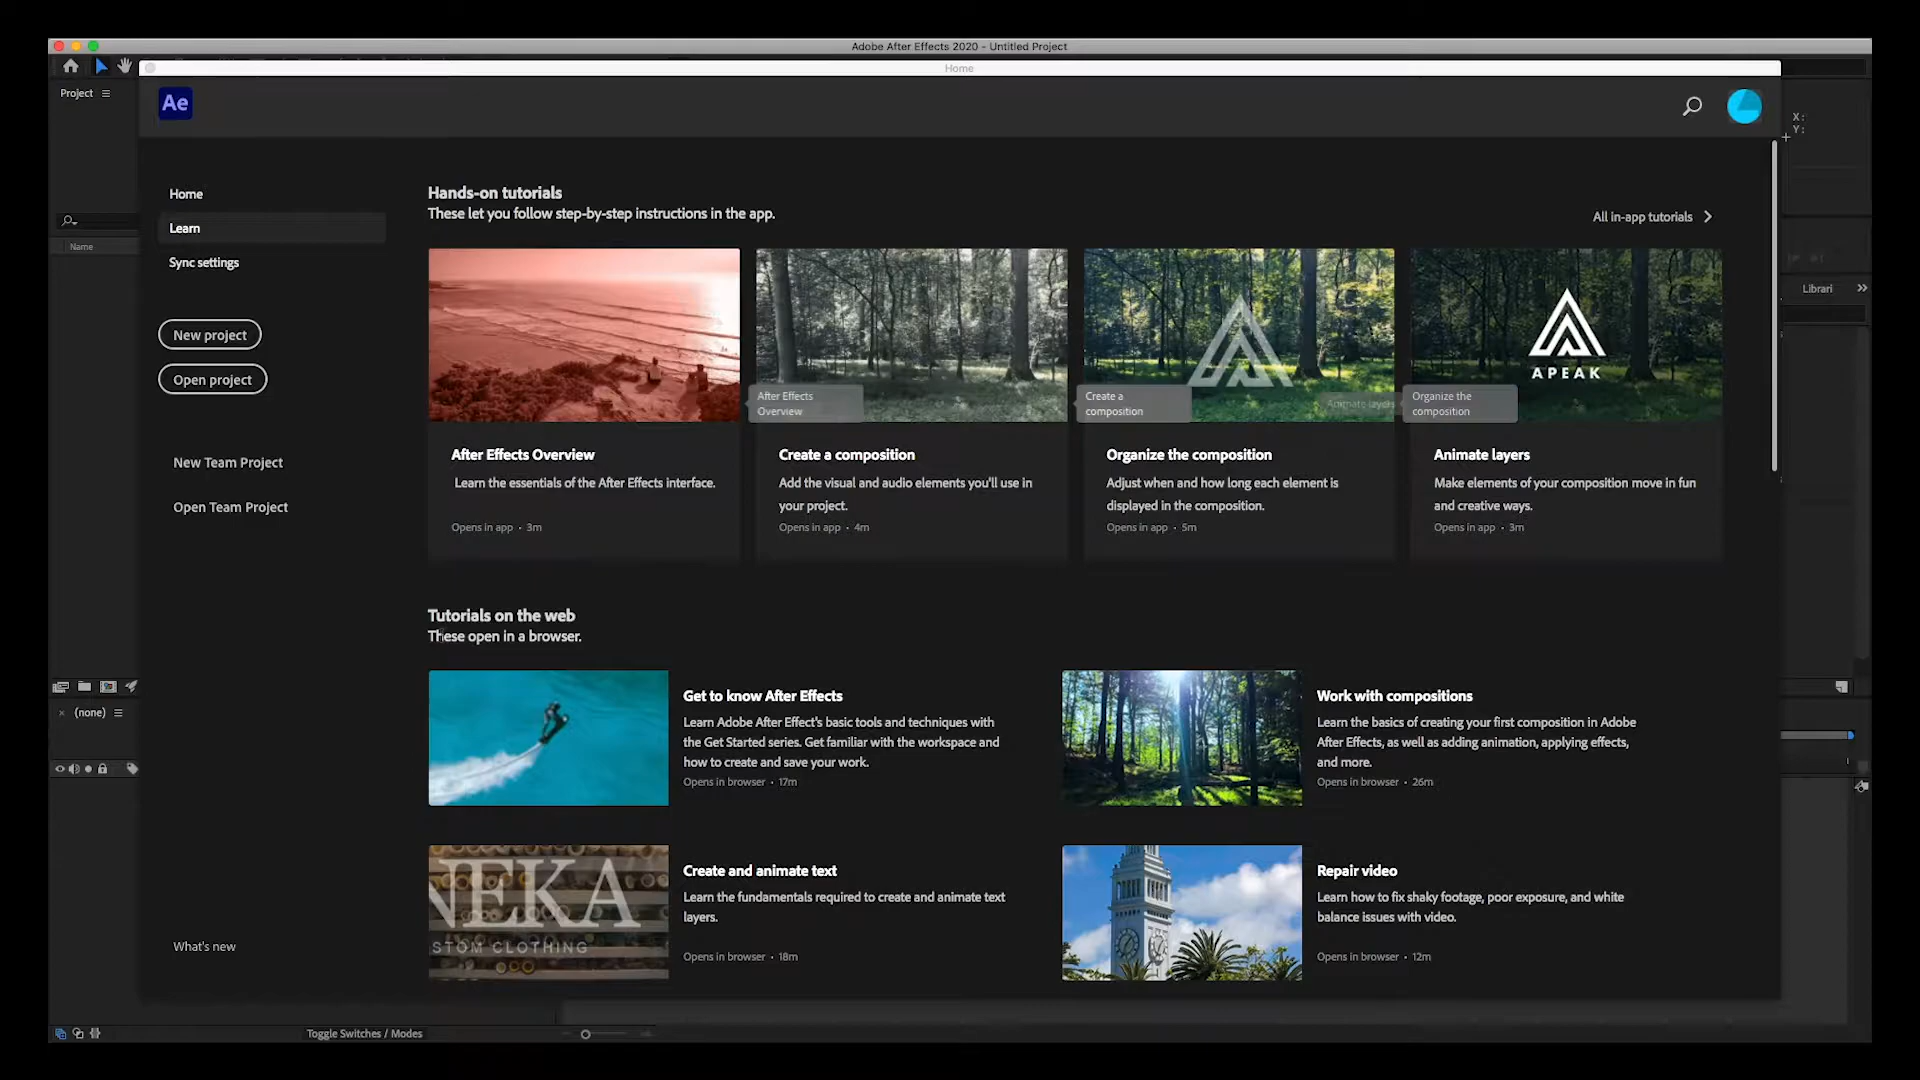 Adobe After Effects 2020 - Untitled Project
Home
Project
Ae
X:
Y:
Home
Learn
Sync settings
New project
Open project
New Team Project
Open Team Project
What's new
Name
Librari
Hands-on tutorials
These let you follow step-by-step instructions in the app.
All in-app tutorials
APEAK
After Effects
Overview
Create a
composition
Animate layers
Organize the
composition
After Effects Overview
Learn the essentials of the After Effects interface.
Opens in app • 3m
Create a composition
Add the visual and audio elements you'll use in
your project.
Opens in app • 4m
Organize the composition
Adjust when and how long each element is
displayed in the composition.
Opens in app • 5m
Animate layers
Make elements of your composition move in fun
and creative ways.
Opens in app • 3m
Tutorials on the web
These open in a browser.
Get to know After Effects
Learn Adobe After Effect's basic tools and techniques with
the Get Started series. Get familiar with the workspace and
how to create and save your work.
Opens in browser • 17m
Work with compositions
Learn the basics of creating your first composition in Adobe
After Effects, as well as adding animation, applying effects,
and more.
Opens in browser • 26m
NEKA
STOM CLOTHING
Create and animate text
Learn the fundamentals required to create and animate text
layers.
Opens in browser • 18m
Repair video
Learn how to fix shaky footage, poor exposure, and white
balance issues with video.
Opens in browser • 12m
(none)
Toggle Switches / Modes